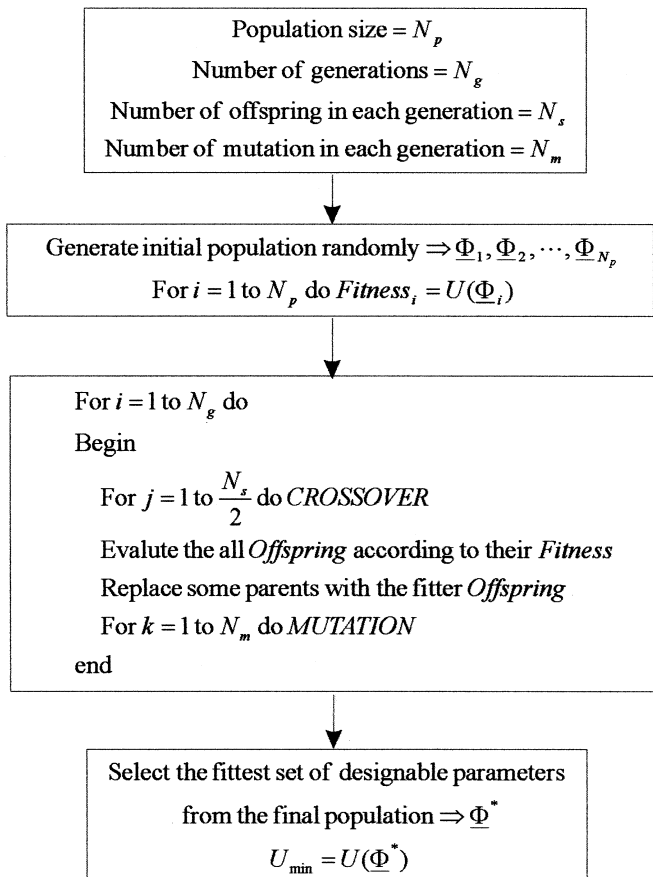 Population size = N_p
Number of generations = N_g
Number of offspring in each generation = N_s
Number of mutation in each generation = N_m
Generate initial population randomly ⇒ Φ_1, Φ_2, ⋯, Φ_{N_p}
For i = 1 to N_p do Fitness_i = U(Φ_i)
For i = 1 to N_g do
Begin
For j = 1 to N_s/2 do CROSSOVER
Evalute the all Offspring according to their Fitness
Replace some parents with the fitter Offspring
For k = 1 to N_m do MUTATION
end
Select the fittest set of designable parameters
from the final population ⇒ Φ^*
U_min = U(Φ^*)